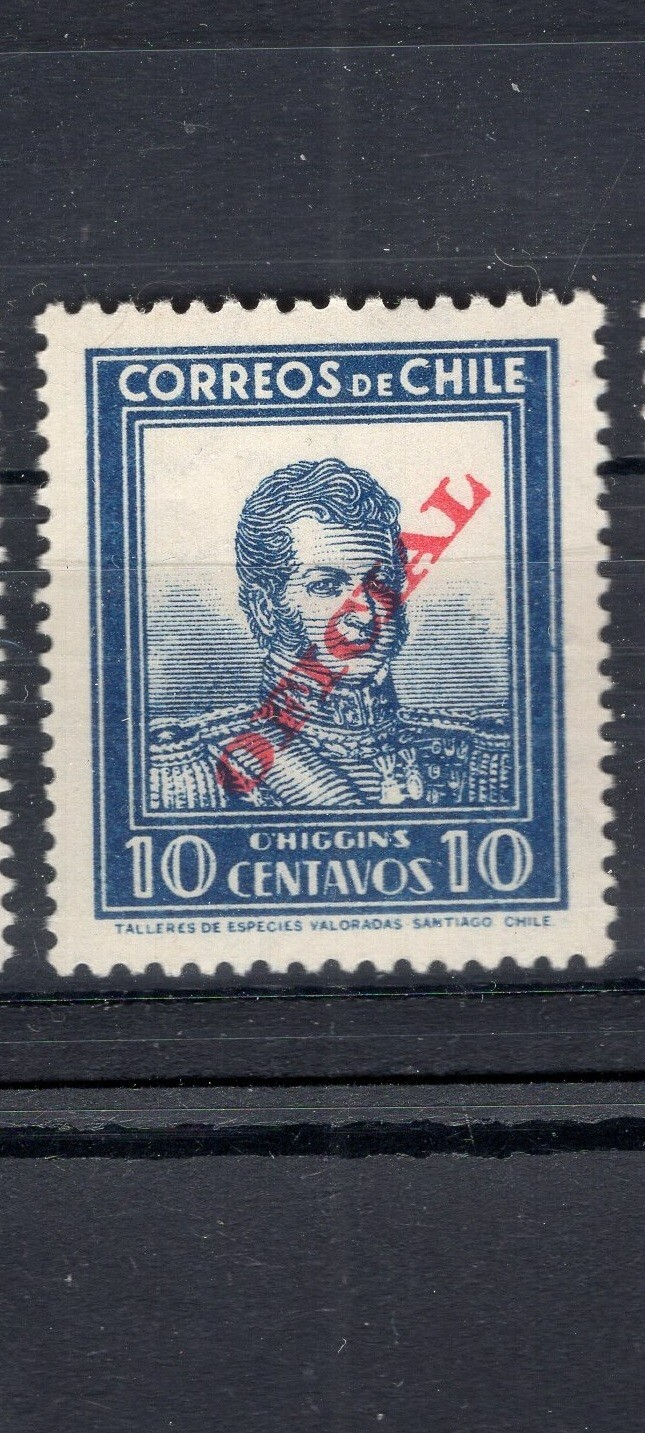 CORREOS DE CHILE
OFICIAL
O'HIGGINS
10 CENTAVOS 10
TALLERES DE ESPECIES VALORADAS - SANTIAGO CHILE.